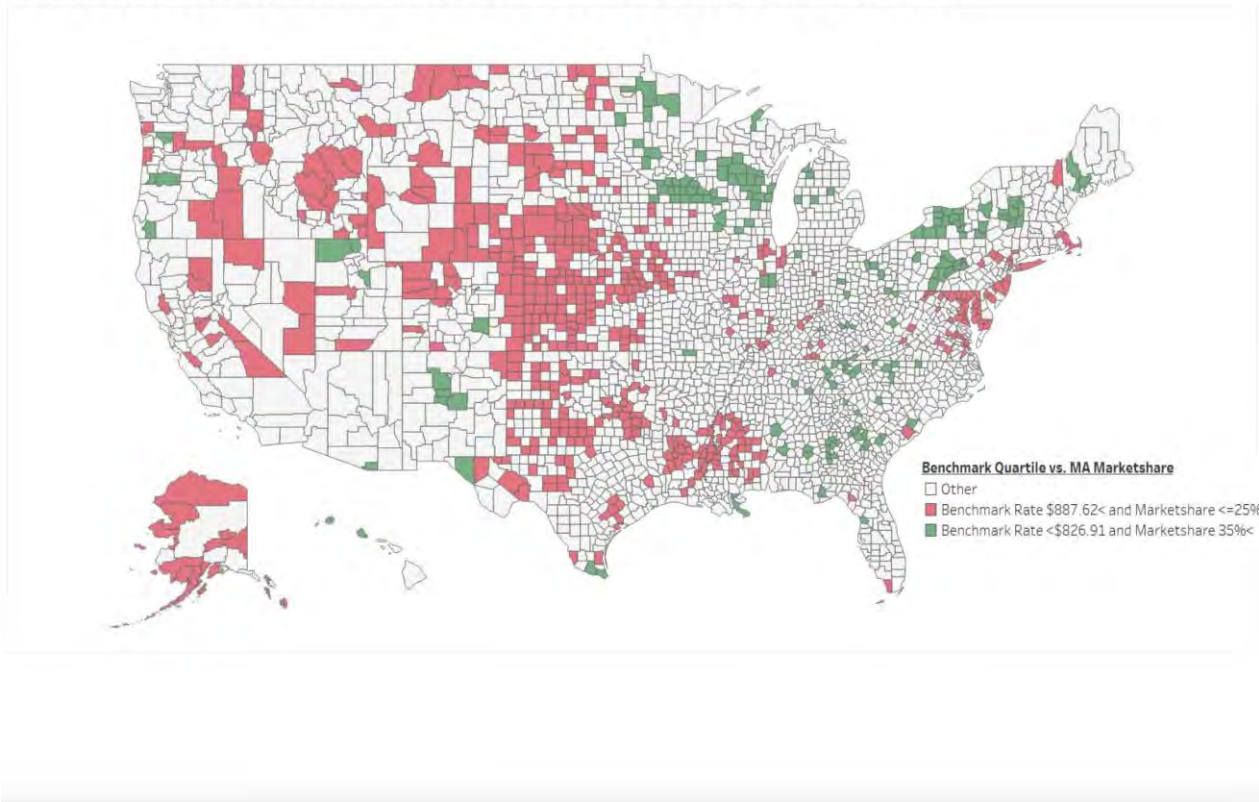 Benchmark Quartile vs. MA Marketshare
Other
Benchmark Rate $887.62< and Marketshare <=25%
Benchmark Rate <$826.91 and Marketshare 35%<